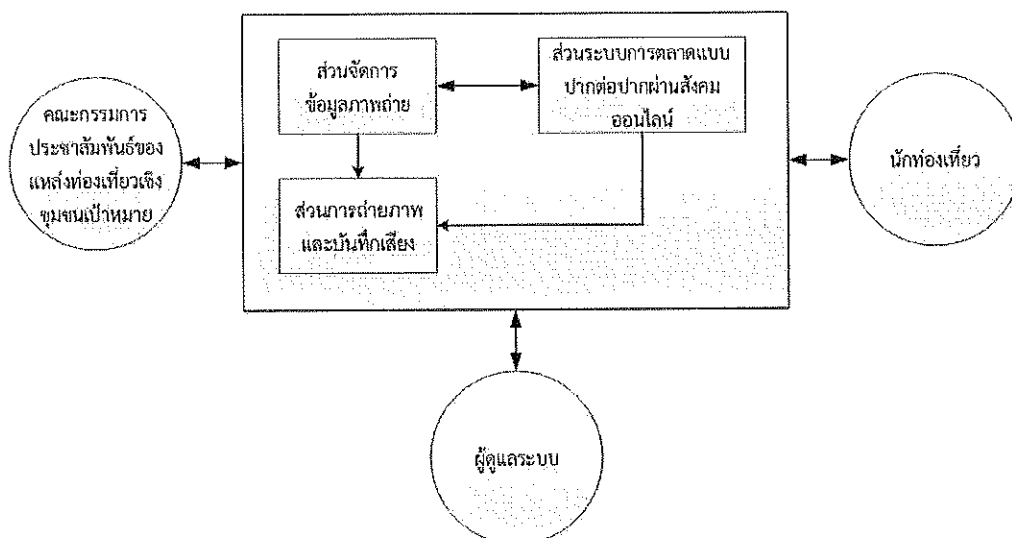 ส่วนจัดการ
ข้อมูลภาพถ่าย
ส่วนระบบการตลาดแบบ
ปากต่อปากผ่านสังคม
ออนไลน์
คณะกรรมการ
ประชาสัมพันธ์ของ
แหล่งท่องเที่ยวเชิง
ชุมชนเป้าหมาย
นักท่องเที่ยว
ส่วนการถ่ายภาพ
และบันทึกเสียง
ผู้ดูแลระบบ